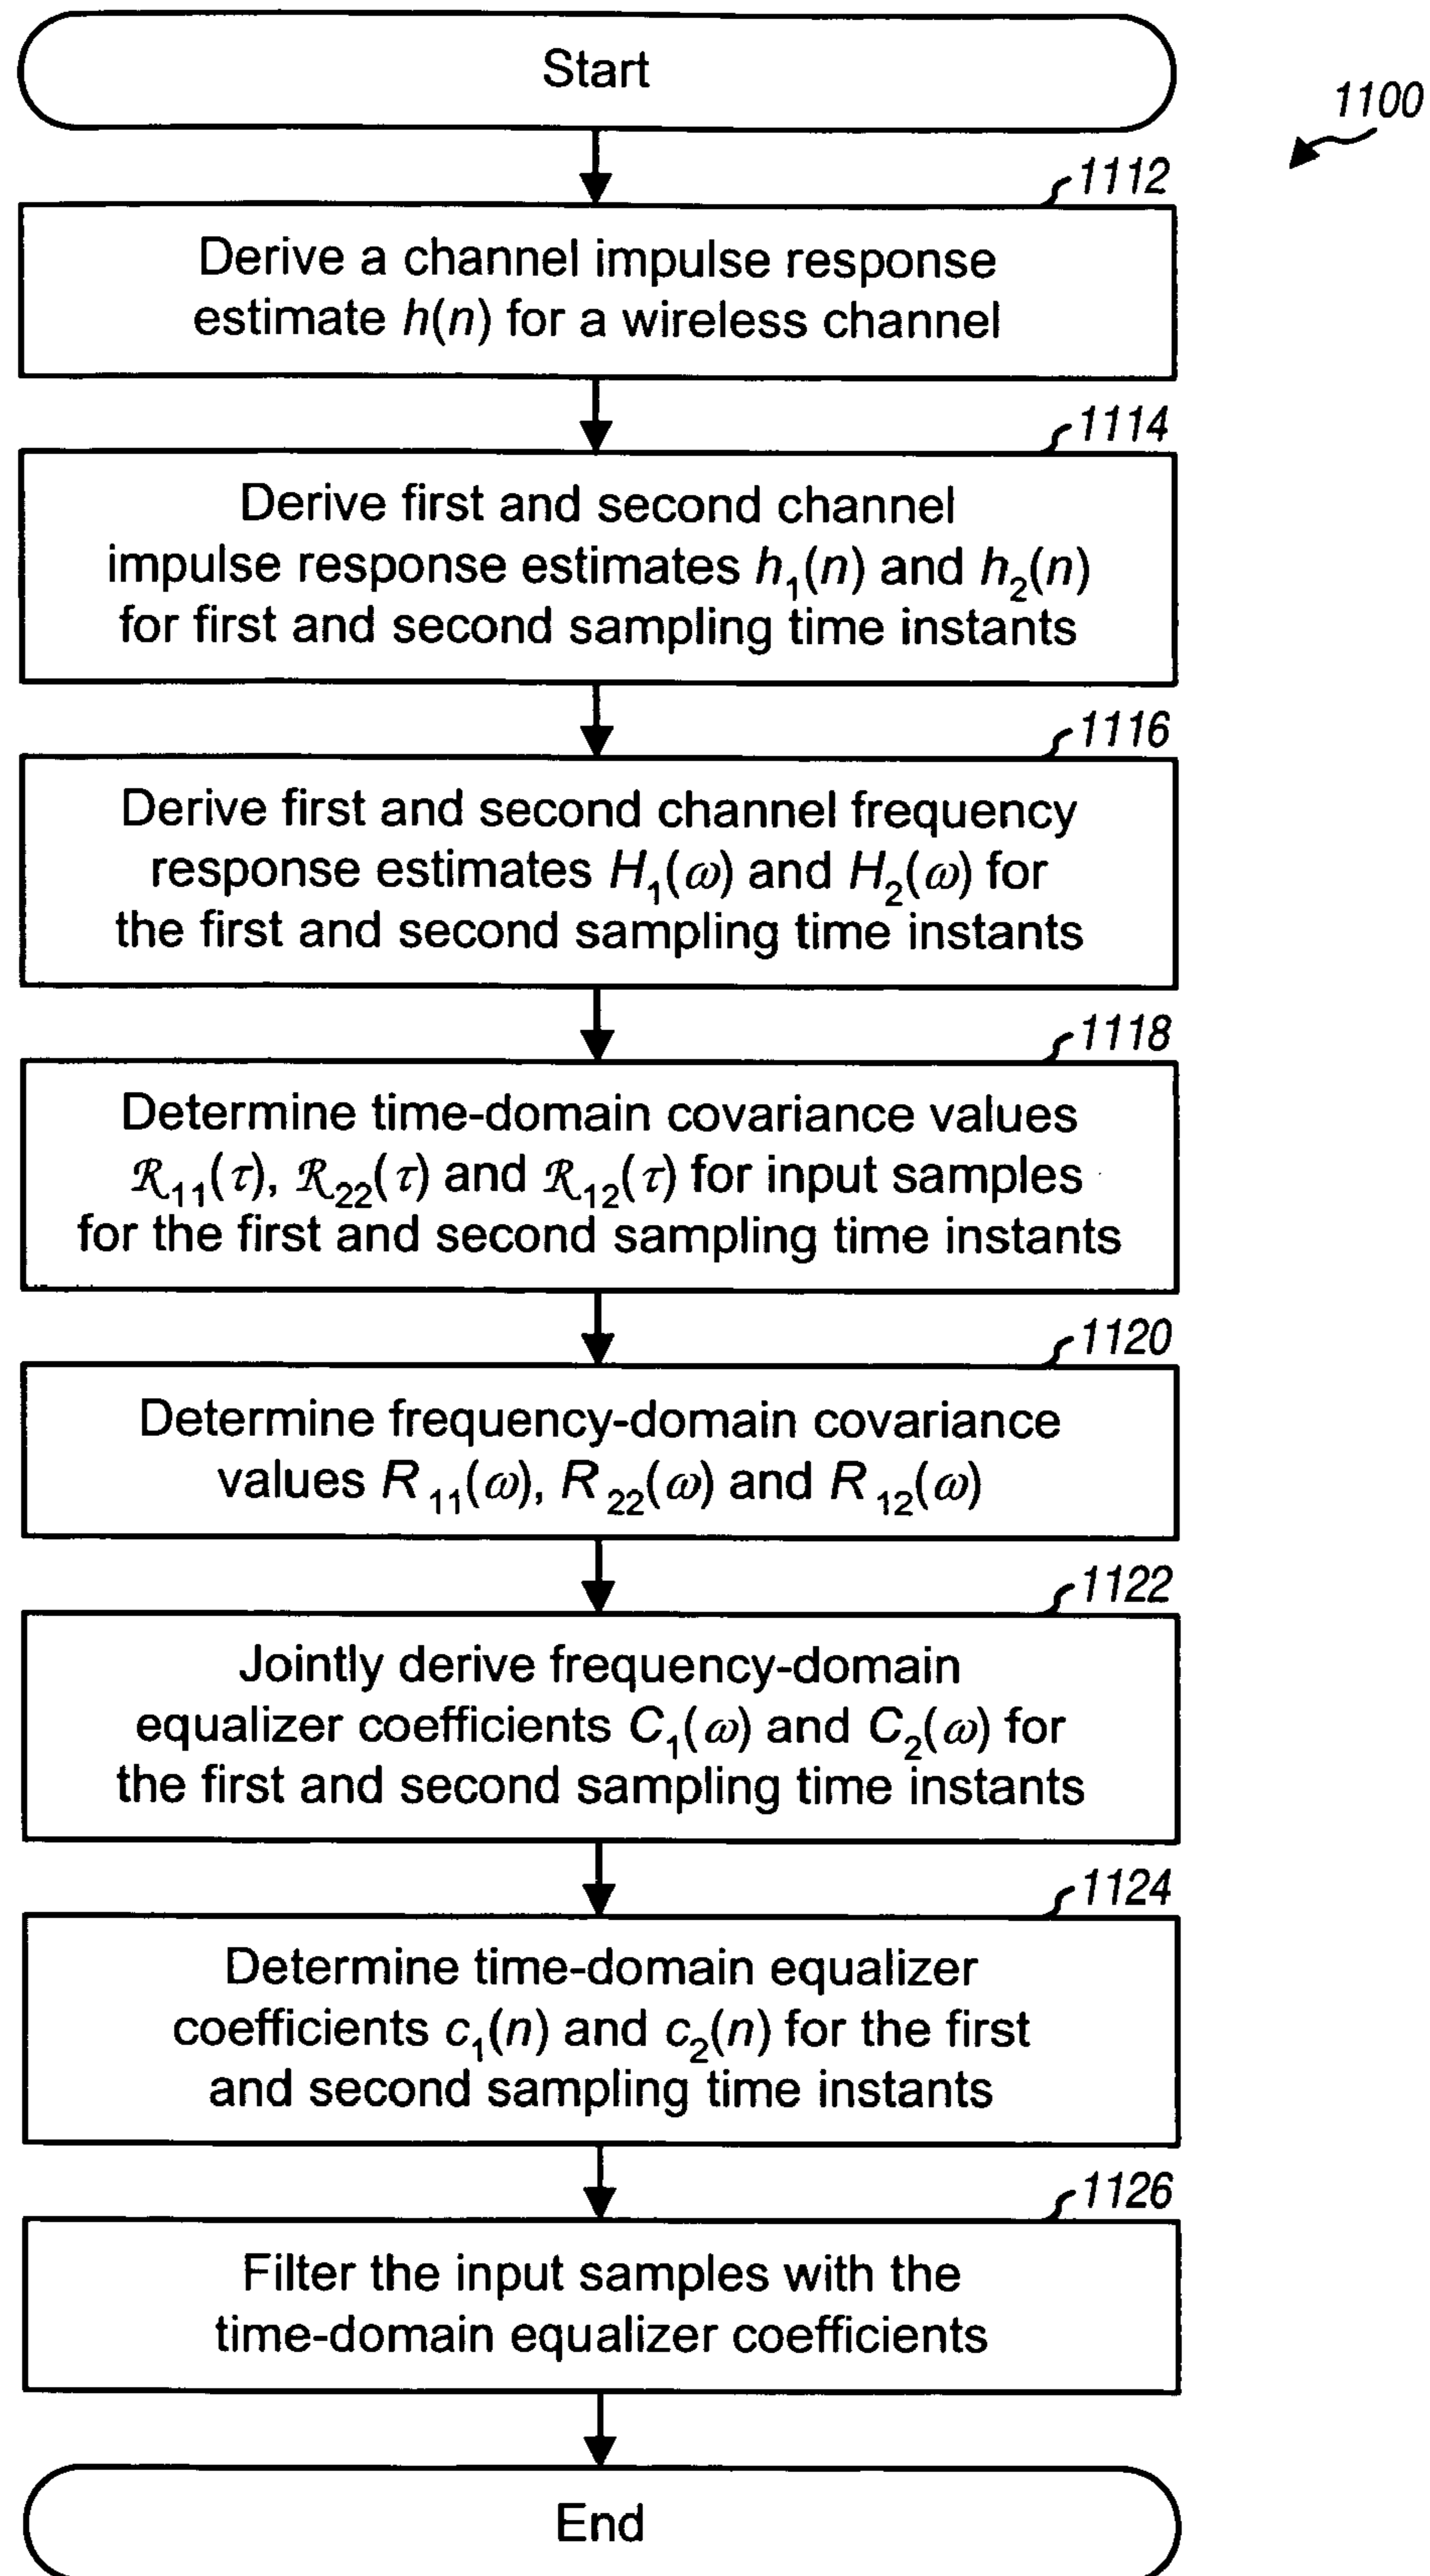 Start
1100
1112
Derive a channel impulse response
estimate h(n) for a wireless channel
1114
Derive first and second channel
impulse response estimates h₁(n) and h₂(n)
for first and second sampling time instants
1116
Derive first and second channel frequency
response estimates H₁(ω) and H₂(ω) for
the first and second sampling time instants
1118
Determine time-domain covariance values
ℛ₁₁(τ), ℛ₂₂(τ) and ℛ₁₂(τ) for input samples
for the first and second sampling time instants
1120
Determine frequency-domain covariance
values R₁₁(ω), R₂₂(ω) and R₁₂(ω)
1122
Jointly derive frequency-domain
equalizer coefficients C₁(ω) and C₂(ω) for
the first and second sampling time instants
1124
Determine time-domain equalizer
coefficients c₁(n) and c₂(n) for the first
and second sampling time instants
1126
Filter the input samples with the
time-domain equalizer coefficients
End